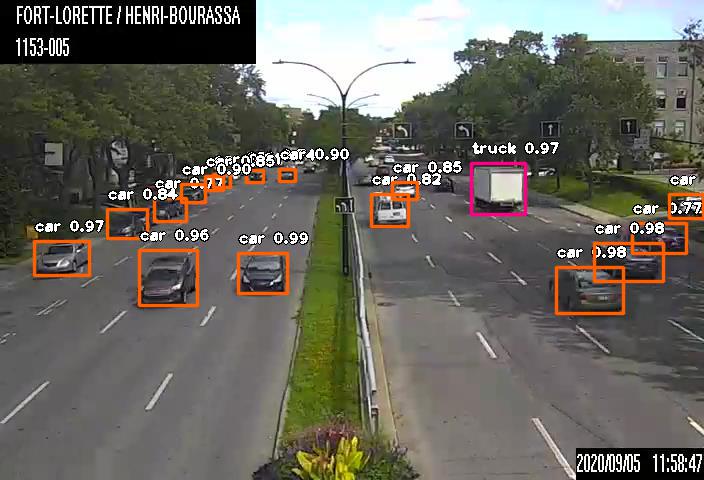 FORT-LORETTE / HENRI-BOURASSA
1153-005
truck 0.97
car 0.90
car 0.85
car 0.90
car 0.82
car 0.84
car
car 0.77
car 0.97
car 0.96
car 0.99
car 0.98
car 0.98
2020/09/05 11:58:47